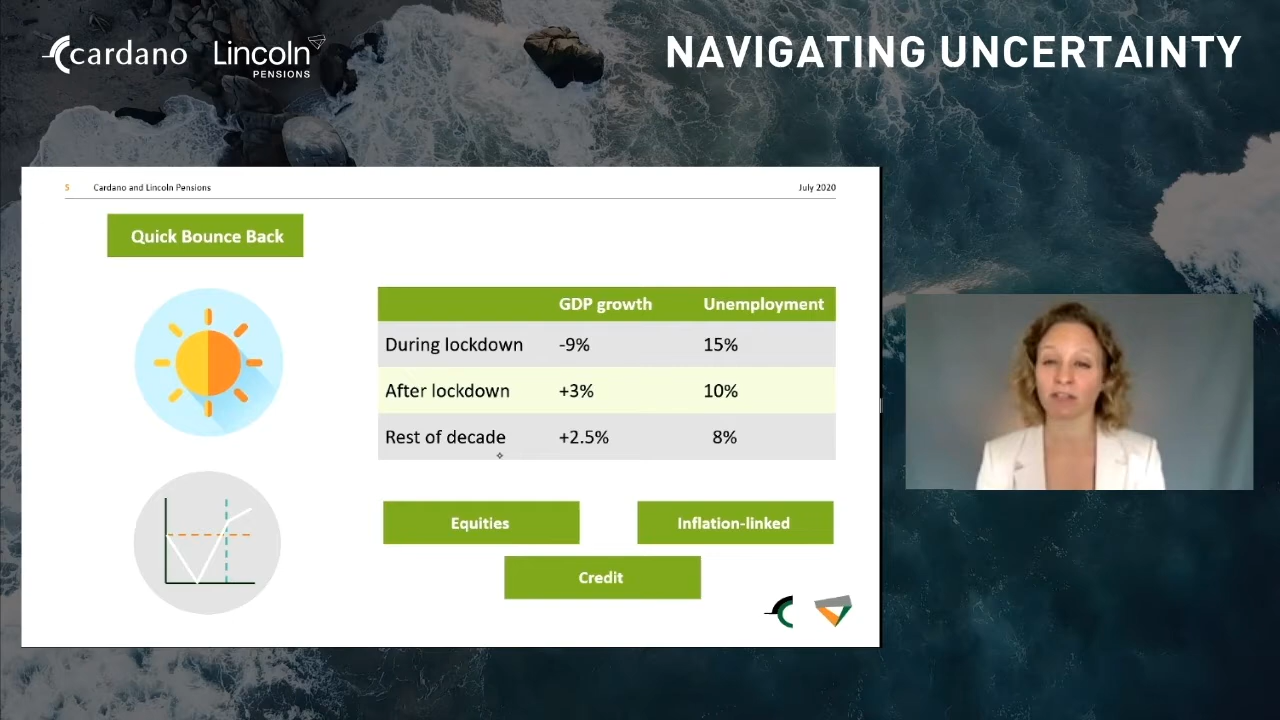 cardano
Lincoln
PENSIONS
NAVIGATING UNCERTAINTY
5 Cardano and Lincoln Pensions July 2020
Quick Bounce Back
GDP growth Unemployment
During lockdown -9% 15%
After lockdown +3% 10%
Rest of decade +2.5% 8%
Equities Inflation-linked
Credit